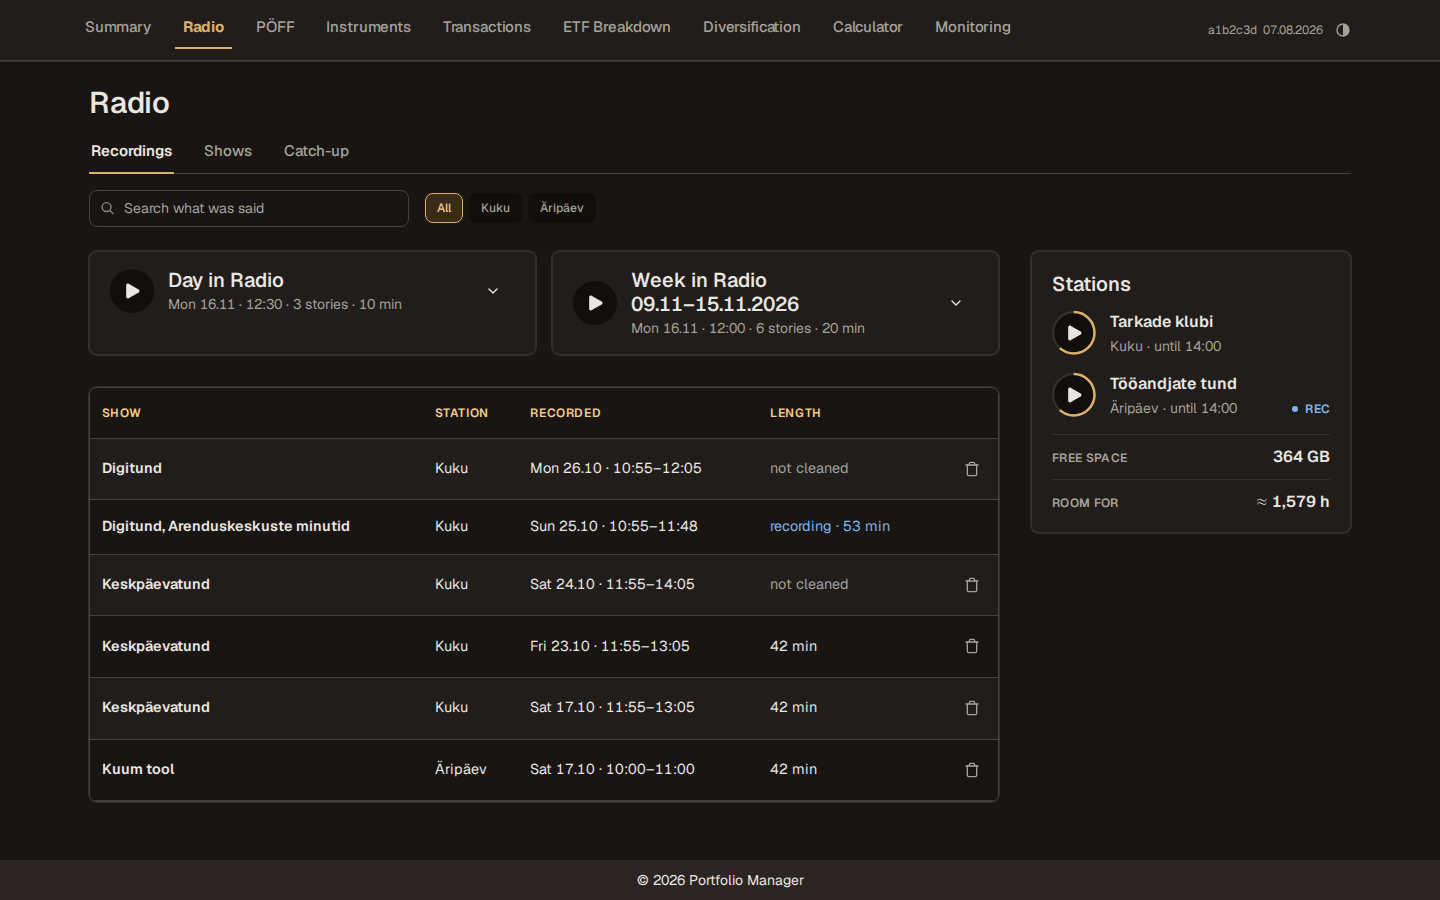 Summary Radio PÖFF Instruments Transactions ETF Breakdown Diversification Calculator Monitoring a1b2c3d 07.08.2026
Radio
Recordings Shows Catch-up
Search what was said All Kuku Äripäev
Day in Radio
Mon 16.11 · 12:30 · 3 stories · 10 min
Week in Radio
09.11–15.11.2026
Mon 16.11 · 12:00 · 6 stories · 20 min
Stations
Tarkade klubi
Kuku · until 14:00
Tööandjate tund
Äripäev · until 14:00 REC
FREE SPACE 364 GB
ROOM FOR ≈ 1,579 h
SHOW STATION RECORDED LENGTH
Digitund Kuku Mon 26.10 · 10:55–12:05 not cleaned
Digitund, Arenduskeskuste minutid Kuku Sun 25.10 · 10:55–11:48 recording · 53 min
Keskpäevatund Kuku Sat 24.10 · 11:55–14:05 not cleaned
Keskpäevatund Kuku Fri 23.10 · 11:55–13:05 42 min
Keskpäevatund Kuku Sat 17.10 · 11:55–13:05 42 min
Kuum tool Äripäev Sat 17.10 · 10:00–11:00 42 min
© 2026 Portfolio Manager